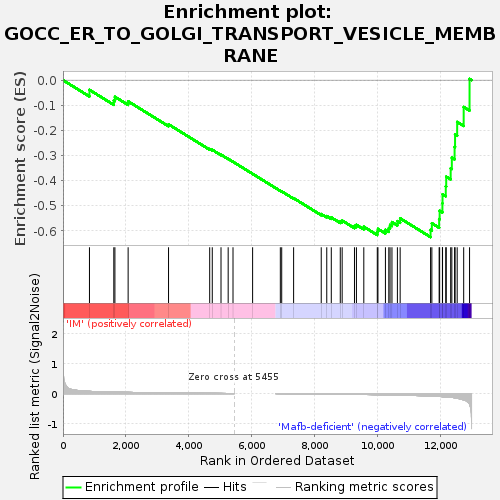 Enrichment plot:
GOCC_ER_TO_GOLGI_TRANSPORT_VESICLE_MEMB
RANE
Enrichment score (ES)
0.0
-0.1
-0.2
-0.3
-0.4
-0.5
-0.6
'IM' (positively correlated)
Ranked list metric (Signal2Noise)
2
1
0
-1
Zero cross at 5455
'Mafb-deficient' (negatively correlated)
0
2,000
4,000
6,000
8,000
10,000
12,000
Rank in Ordered Dataset
Enrichment profile
Hits
Ranking metric scores